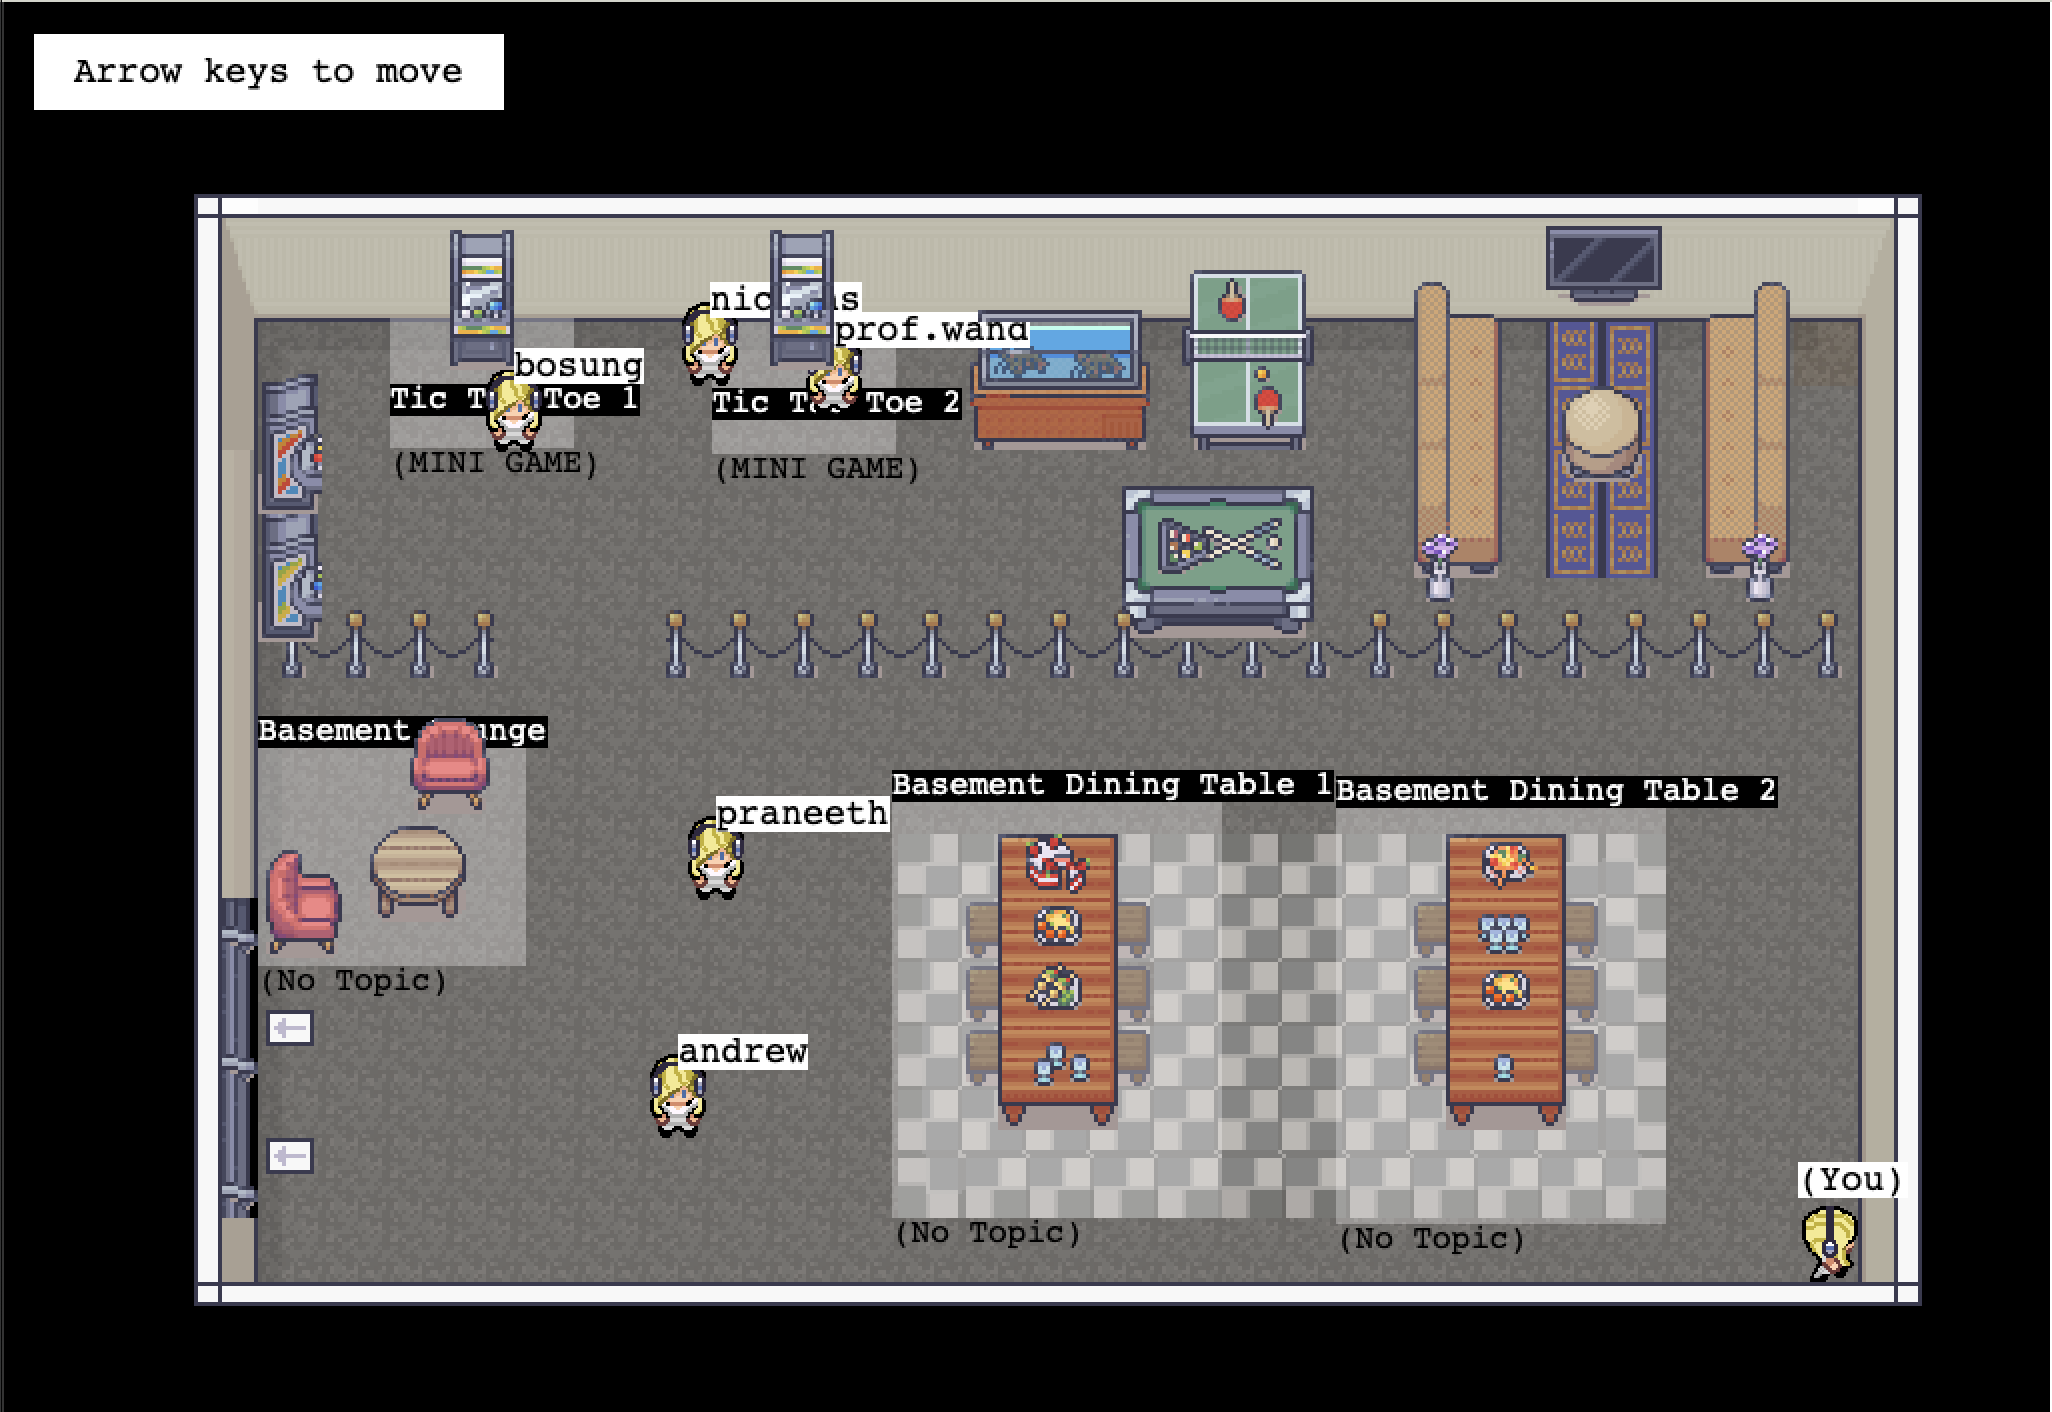 Arrow keys to move
prof.wand
bosung
Tic Toe 1
Tic Toe 2
(MINI GAME)
(MINI GAME)
Basement
praneeth
Basement Dining Table 1
Basement Dining Table 2
(No Topic)
andrew
(You)
(No Topic)
(No Topic)